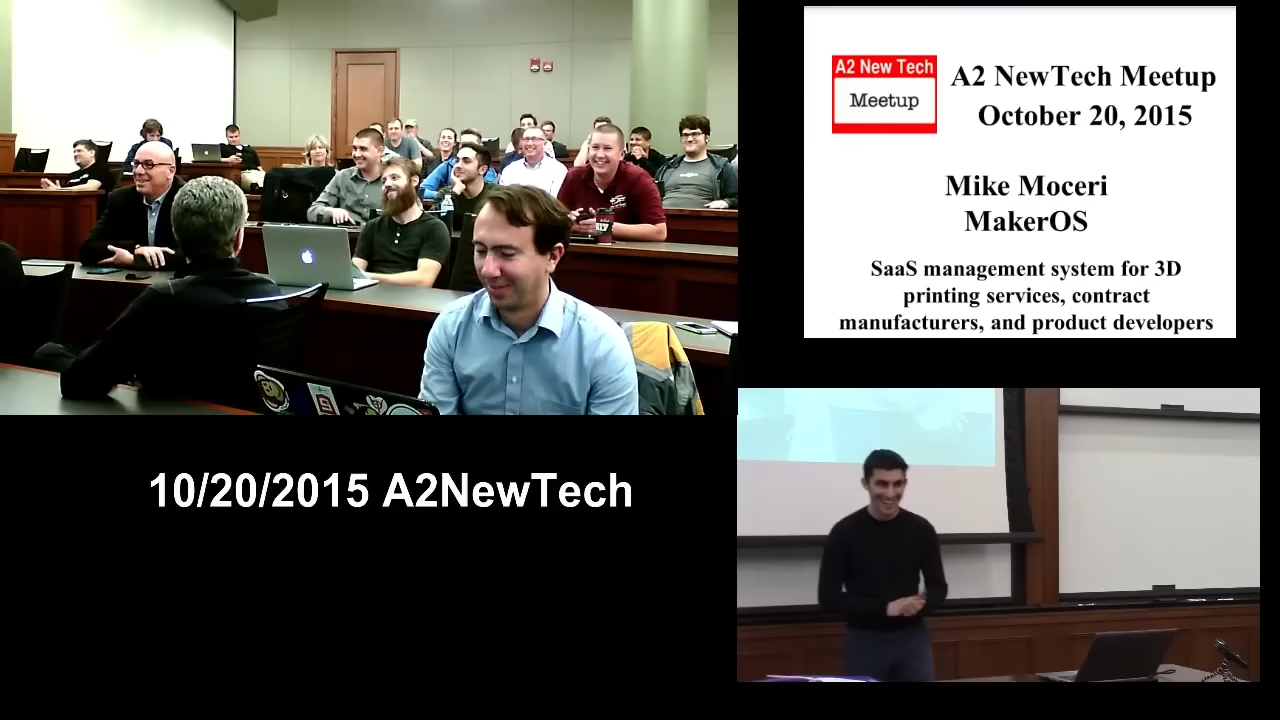 A2 New Tech
Meetup
A2 NewTech Meetup
October 20, 2015
Mike Moceri
MakerOS
SaaS management system for 3D
printing services, contract
manufacturers, and product developers
10/20/2015 A2NewTech